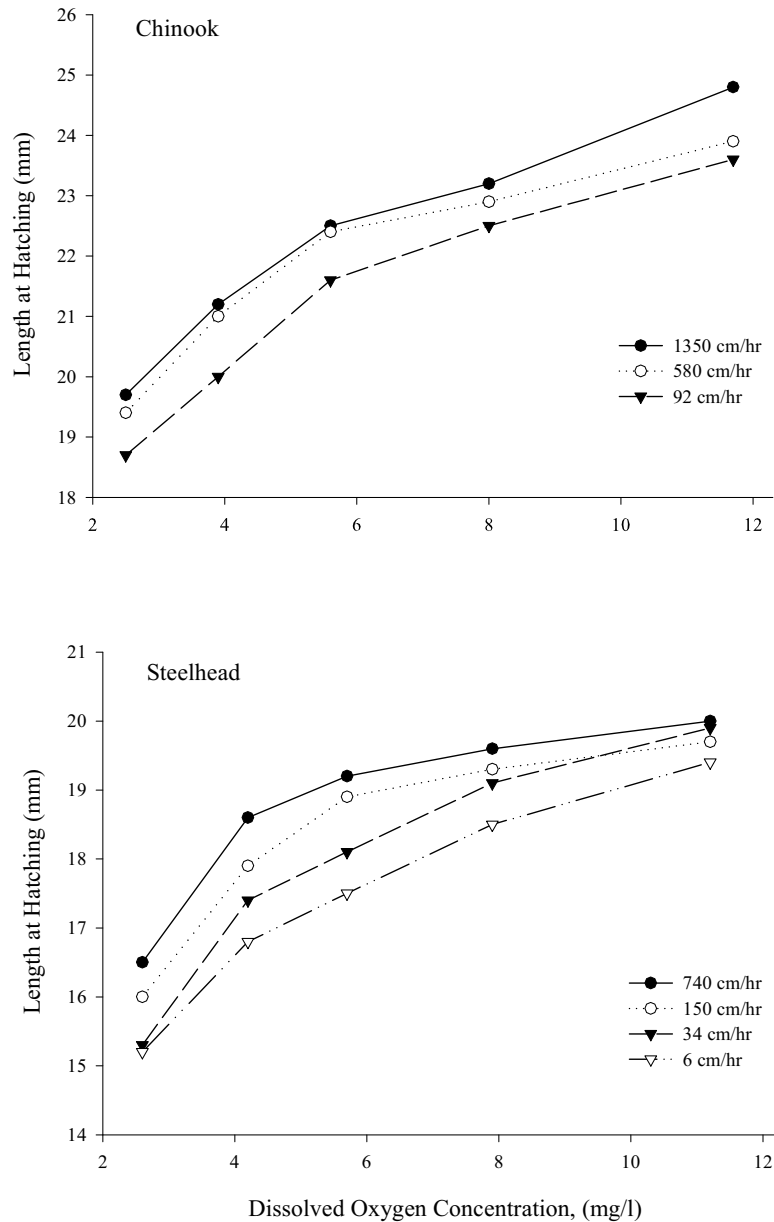 26
Chinook
25
24
23
22
21
20
19
18
Length at Hatching (mm)
1350 cm/hr
580 cm/hr
92 cm/hr
2 4 6 8 10 12
21
Steelhead
20
19
18
17
16
15
14
Length at Hatching (mm)
740 cm/hr
150 cm/hr
34 cm/hr
6 cm/hr
2 4 6 8 10 12
Dissolved Oxygen Concentration, (mg/l)